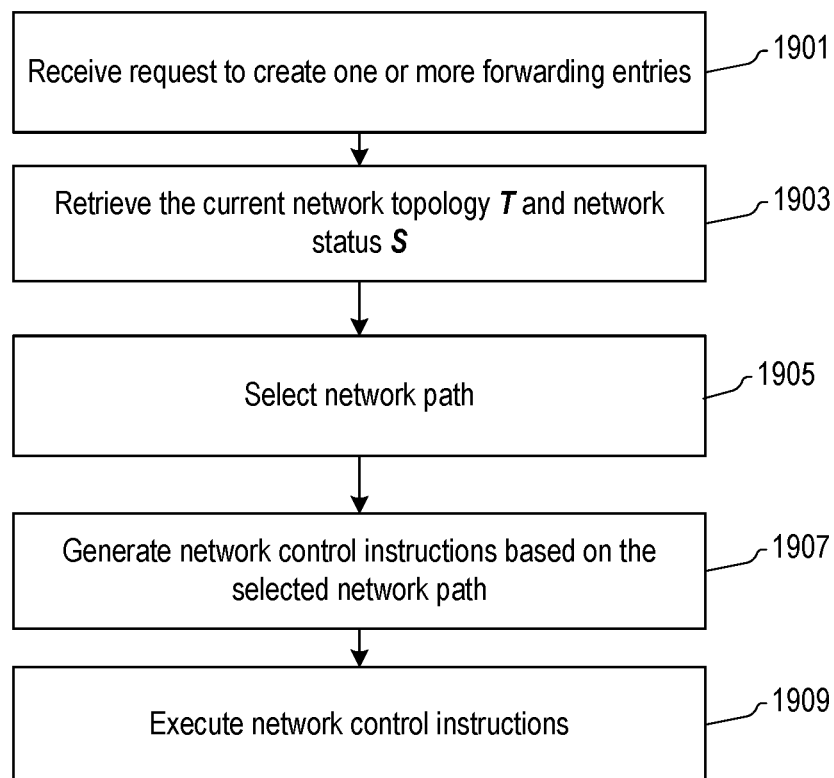 Receive request to create one or more forwarding entries
1901
Retrieve the current network topology T and network
status S
1903
Select network path
1905
Generate network control instructions based on the
selected network path
1907
Execute network control instructions
1909